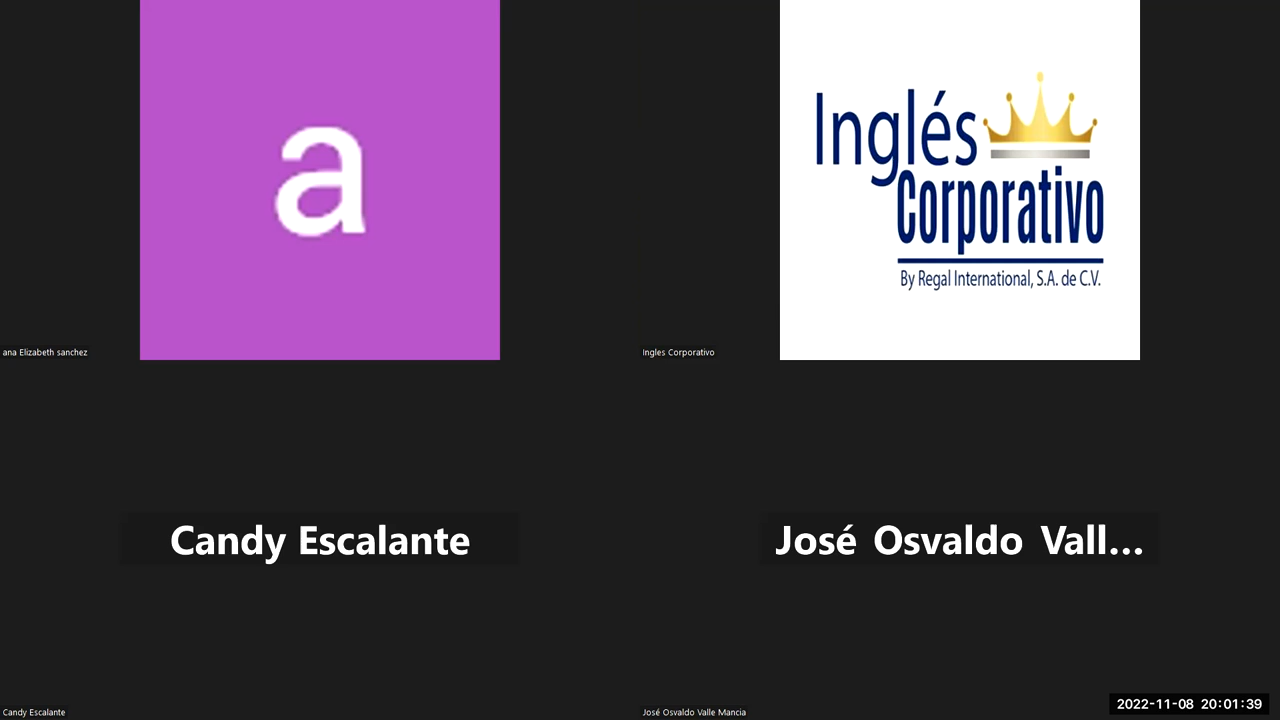 a
Inglés
Corporativo
By Regal International, S.A. de C.V.
ana Elizabeth sanchez
Ingles Corporativo
Candy Escalante
José Osvaldo Vall...
Candy Escalante
José Osvaldo Valle Mancia
2022-11-08 20:01:39